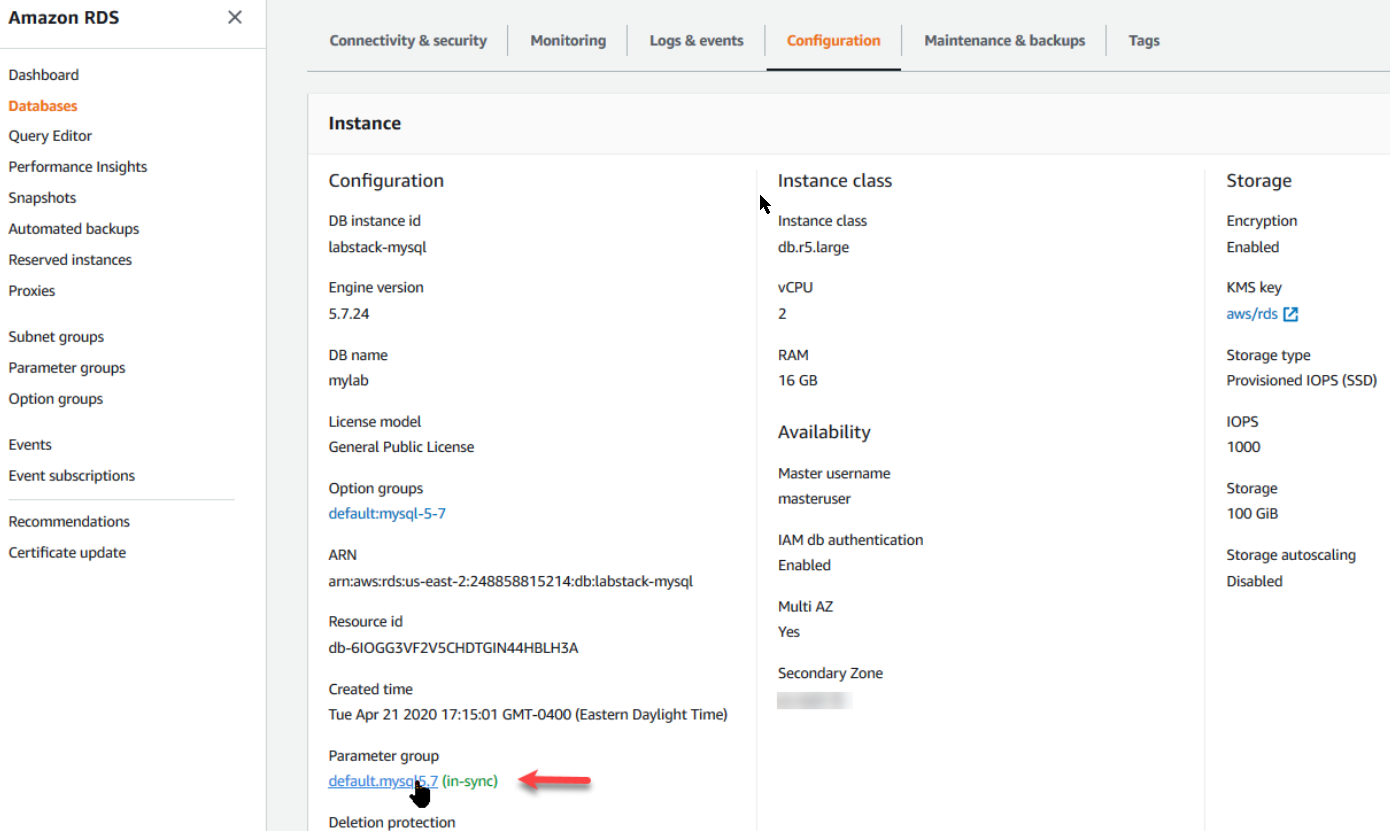 Amazon RDS
Dashboard
Databases
Query Editor
Performance Insights
Snapshots
Automated backups
Reserved instances
Proxies
Subnet groups
Parameter groups
Option groups
Events
Event subscriptions
Recommendations
Certificate update
Connectivity & security
Monitoring
Logs & events
Configuration
Maintenance & backups
Tags
Instance
Configuration
DB instance id
labstack-mysql
Engine version
5.7.24
DB name
mylab
License model
General Public License
Option groups
default:mysql-5-7
ARN
arn:aws:rds:us-east-2:248858815214:db:labstack-mysql
Resource id
db-6IOGG3VF2V5CHDTGIN44HBLH3A
Created time
Tue Apr 21 2020 17:15:01 GMT-0400 (Eastern Daylight Time)
Parameter group
default.mysql5.7 (in-sync)
Deletion protection
Instance class
Instance class
db.r5.large
vCPU
2
RAM
16 GB
Availability
Master username
masteruser
IAM db authentication
Enabled
Multi AZ
Yes
Secondary Zone
Storage
Encryption
Enabled
KMS key
aws/rds
Storage type
Provisioned IOPS (SSD)
IOPS
1000
Storage
100 GiB
Storage autoscaling
Disabled